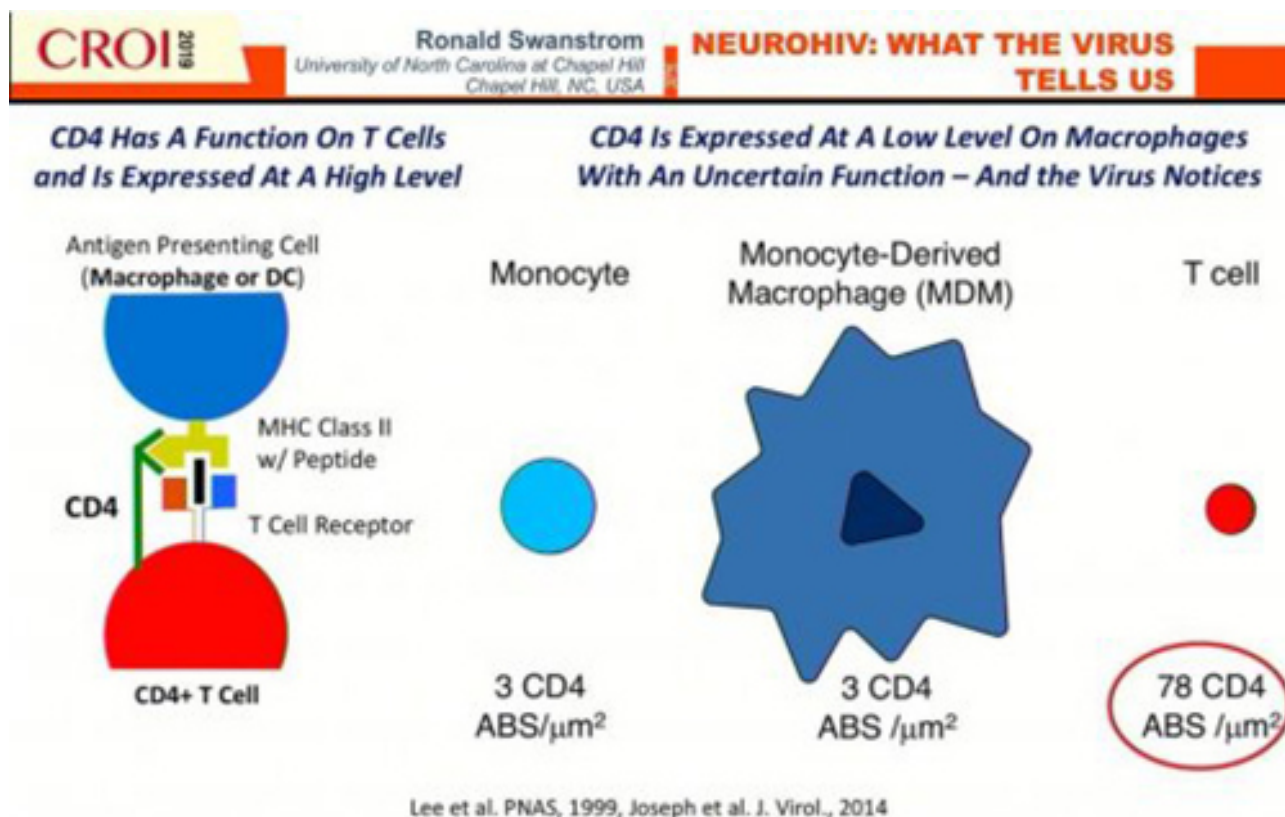 CROI 2019
Ronald Swanstrom
University of North Carolina at Chapel Hill
Chapel Hill, NC, USA
NEUROHIV: WHAT THE VIRUS
TELLS US
CD4 Has A Function On T Cells
and Is Expressed At A High Level
CD4 Is Expressed At A Low Level On Macrophages
With An Uncertain Function – And the Virus Notices
Antigen Presenting Cell
(Macrophage or DC)
MHC Class II
w/ Peptide
CD4
T Cell Receptor
CD4+ T Cell
Monocyte
3 CD4
ABS/μm²
Monocyte-Derived
Macrophage (MDM)
3 CD4
ABS /μm²
T cell
78 CD4
ABS /μm²
Lee et al. PNAS, 1999, Joseph et al. J. Virol., 2014